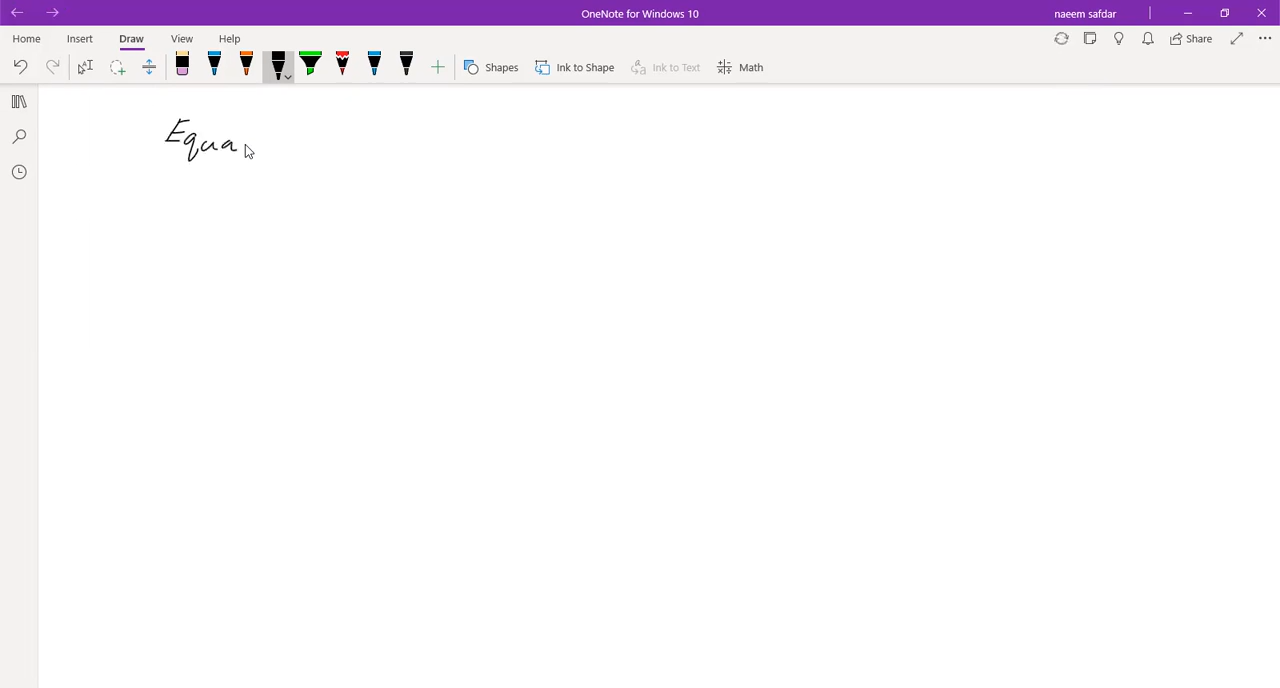 OneNote for Windows 10
naeem safdar
Home Insert Draw View Help
Share
Shapes Ink to Shape Ink to Text Math
Equa